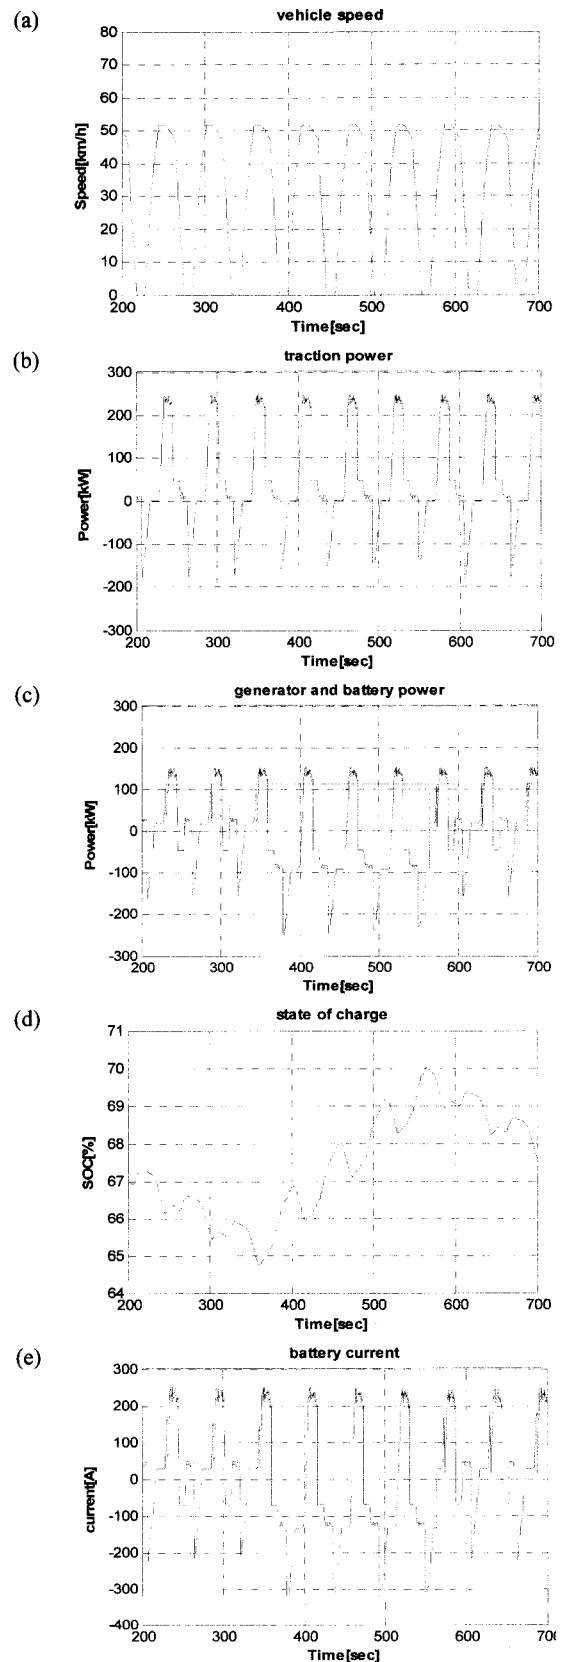 (a)
vehicle speed
80
70
60
50
40
30
20
10
0
Speed[km/h]
200 300 400 500 600 700
Time[sec]
(b)
traction power
300
200
100
0
-100
-200
-300
Power[kW]
200 300 400 500 600 700
Time[sec]
(c)
generator and battery power
300
200
100
0
-100
-200
-300
Power[kW]
200 300 400 500 600 700
Time[sec]
(d)
state of charge
71
70
69
68
67
66
65
64
SOC[%]
200 300 400 500 600 700
Time[sec]
(e)
battery current
300
200
100
0
-100
-200
-300
-400
current[A]
200 300 400 500 600 700
Time[sec]